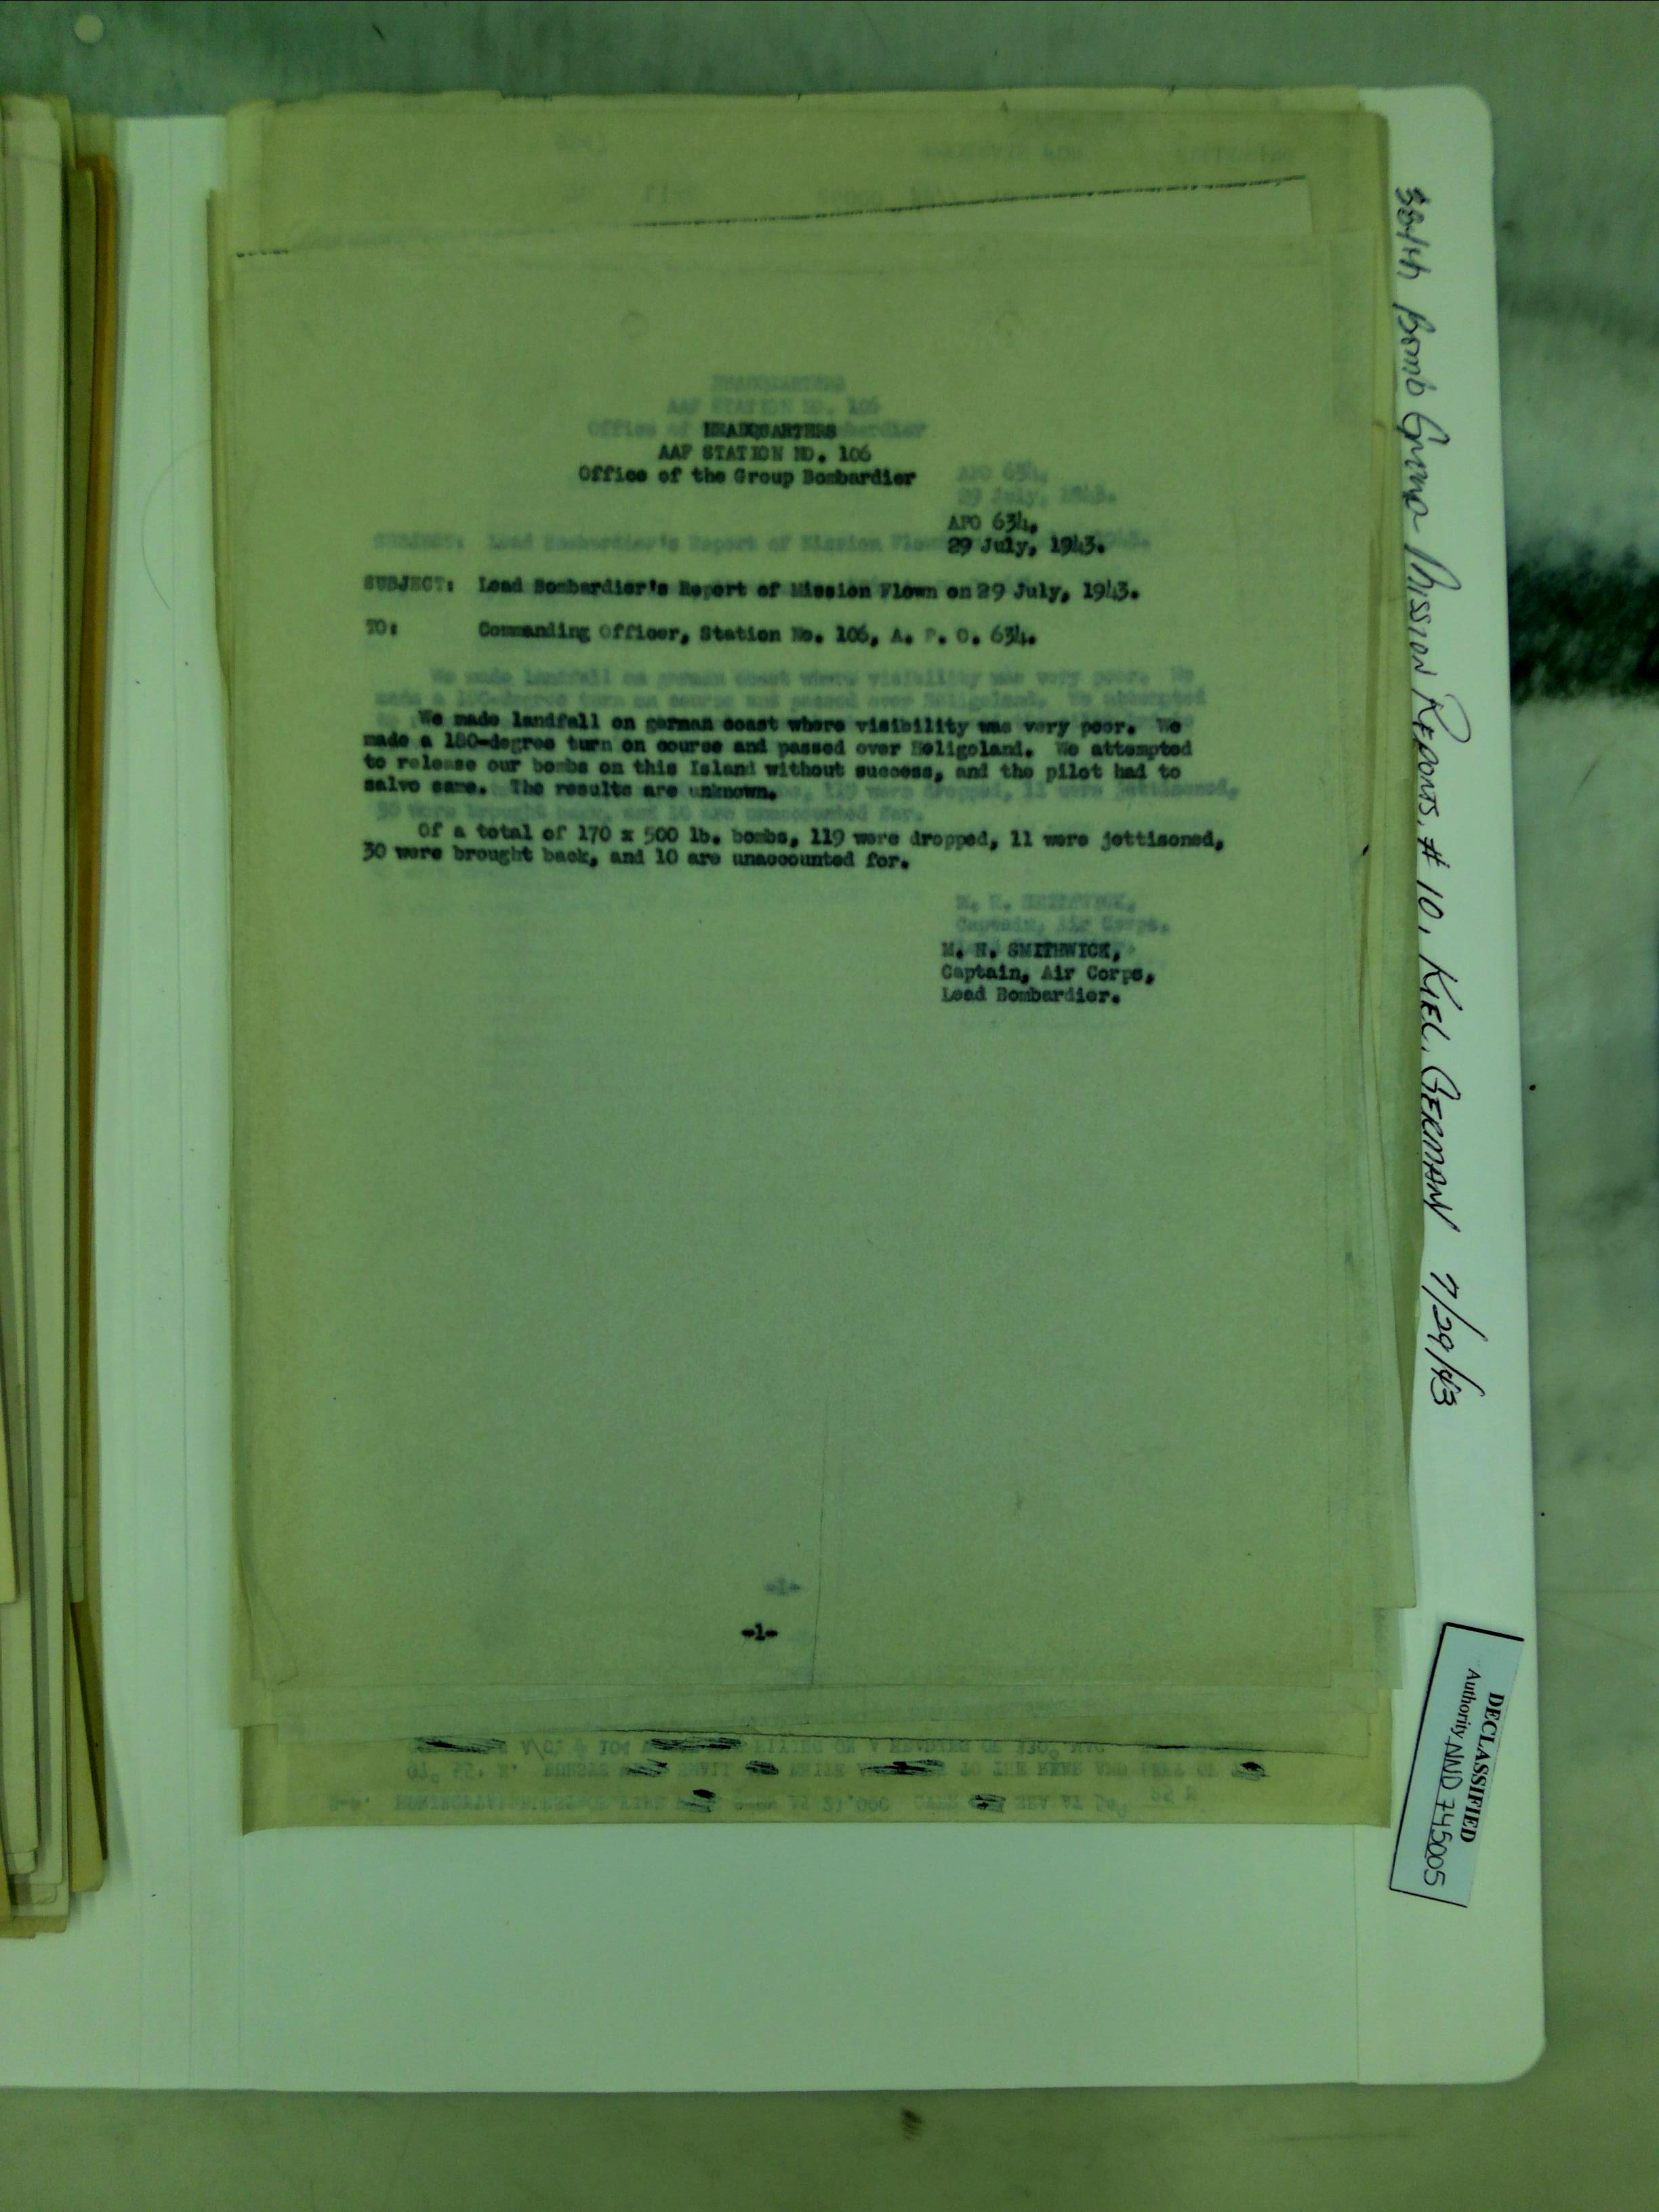 HEADQUARTERS
AAF STATION NO. 106
Office of the Group Bombardier
APO 634,
29 July, 1943.
SUBJECT: Lead Bombardier's Report of Mission Flown on 29 July, 1943.
TO: Commanding Officer, Station No. 106, A. P. O. 634.
We made landfall on german coast where visibility was very poor. We
made a 180-degree turn on course and passed over Heligoland. We attempted
to release our bombs on this Island without success, and the pilot had to
salvo same. The results are unknown.
Of a total of 170 x 500 lb. bombs, 119 were dropped, 11 were jettisoned,
30 were brought back, and 10 are unaccounted for.
M. H. SMITHWICK,
Captain, Air Corps,
Lead Bombardier.
-1-
384th Bomb Group - Mission Reports, # 10, KIEL, GERMAN 7/29/43
DECLASSIFIED
Authority NND 745005